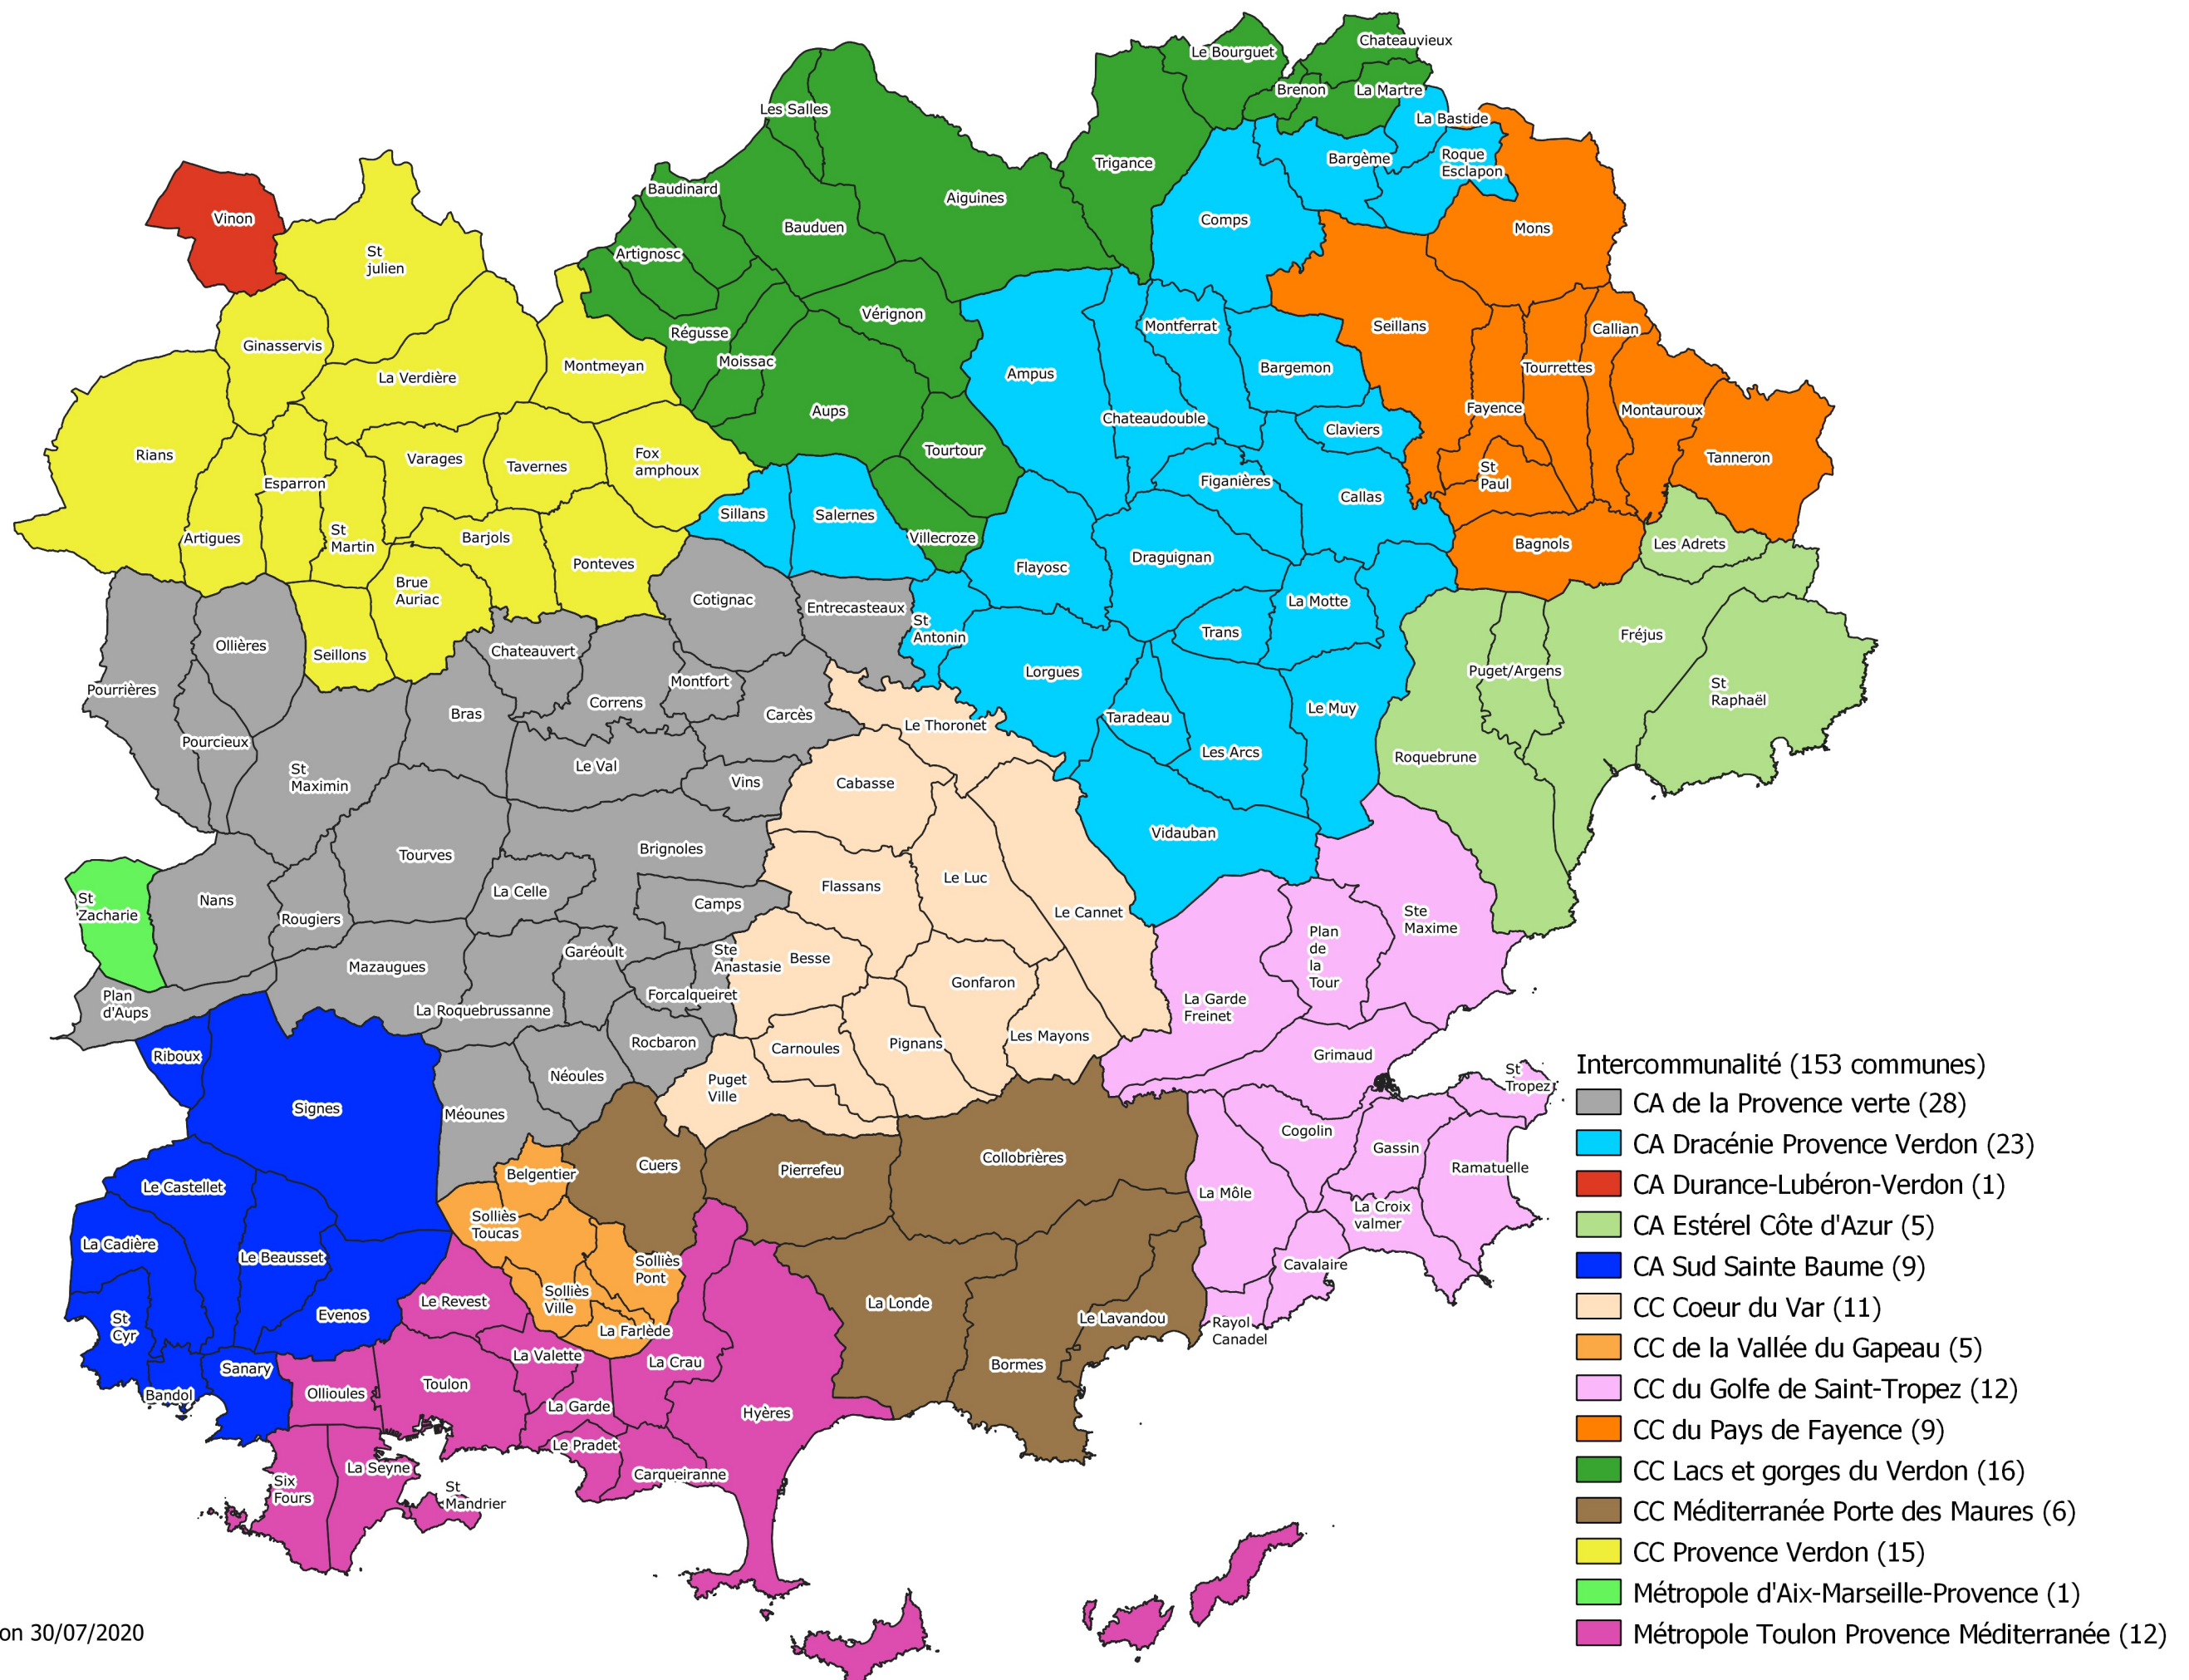 Le Bourguet
Chateauvieux
Brenon
La Martre
Les Salles
La Bastide
Trigance
Bargème
Roque
Esclapon
Baudinard
Aiguines
Vinon
Bauduen
Comps
Mons
St
julien
Artignosc
Vérignon
Montferrat
Seillans
Callian
Ginasservis
Régusse
Moissac
Montmeyan
La Verdière
Ampus
Bargemon
Tourrettes
Aups
Chateaudouble
Fayence
Montauroux
Claviers
Rians
Varages
Tavernes
Fox
amphoux
Tourtour
Tanneron
Esparron
Figanières
St
Paul
Callas
Sillans
Salernes
Artigues
St
Martin
Barjols
Villecroze
Bagnols
Les Adrets
Ponteves
Flayosc
Draguignan
Brue
Auriac
Cotignac
Entrecasteaux
La Motte
St
Antonin
Trans
Fréjus
Ollières
Seillons
Chateauvert
Lorgues
Puget/Argens
Pourrières
Montfort
St
Raphaël
Correns
Bras
Carcès
Le Thoronet
Taradeau
Le Muy
Pourcieux
Les Arcs
Roquebrune
St
Maximin
Le Val
Vins
Cabasse
Vidauban
Tourves
Brignoles
La Celle
Flassans
Le Luc
St
Zacharie
Nans
Rougiers
Camps
Le Cannet
Ste
Maxime
Plan
de
la
Tour
Garéoult
Ste
Anastasie
Besse
Mazaugues
Gonfaron
Forcalqueiret
Plan
d'Aups
La Roquebrussanne
La Garde
Freinet
Rocbaron
Carnoules
Pignans
Les Mayons
Riboux
Grimaud
Néoules
Puget
Ville
St
Tropez
Signes
Méounes
Cogolin
Gassin
Cuers
Pierrefeu
Collobrières
Ramatuelle
Belgentier
Le Castellet
La Môle
La Croix
valmer
Solliès
Toucas
La Cadière
Le Beausset
Solliès
Pont
Cavalaire
Solliès
Ville
Le Revest
La Londe
Evenos
St
Cyr
La Farlède
Le Lavandou
Rayol
Canadel
La Valette
La Crau
Bormes
Sanary
Toulon
Bandol
Ollioules
La Garde
Hyères
Le Pradet
La Seyne
Carqueiranne
Six
Fours
St
Mandrier
Intercommunalité (153 communes)
CA de la Provence verte (28)
CA Dracénie Provence Verdon (23)
CA Durance-Lubéron-Verdon (1)
CA Estérel Côte d'Azur (5)
CA Sud Sainte Baume (9)
CC Coeur du Var (11)
CC de la Vallée du Gapeau (5)
CC du Golfe de Saint-Tropez (12)
CC du Pays de Fayence (9)
CC Lacs et gorges du Verdon (16)
CC Méditerranée Porte des Maures (6)
CC Provence Verdon (15)
Métropole d'Aix-Marseille-Provence (1)
Métropole Toulon Provence Méditerranée (12)
on 30/07/2020